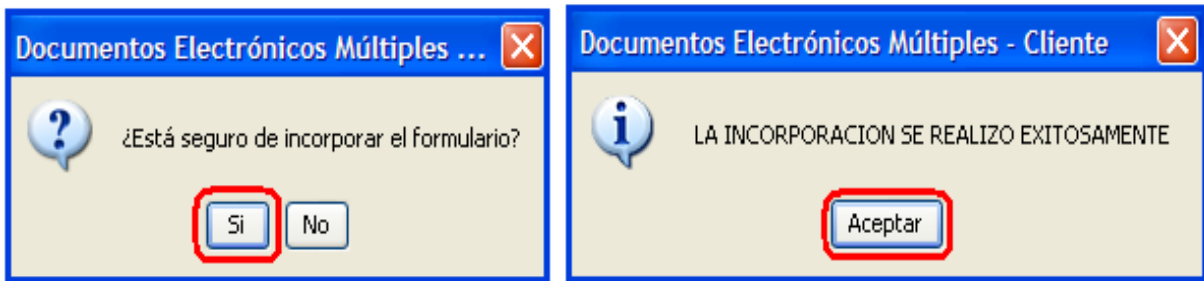 Documentos Electrónicos Múltiples ...
¿Está seguro de incorporar el formulario?
Si
No
Documentos Electrónicos Múltiples - Cliente
LA INCORPORACION SE REALIZO EXITOSAMENTE
Aceptar